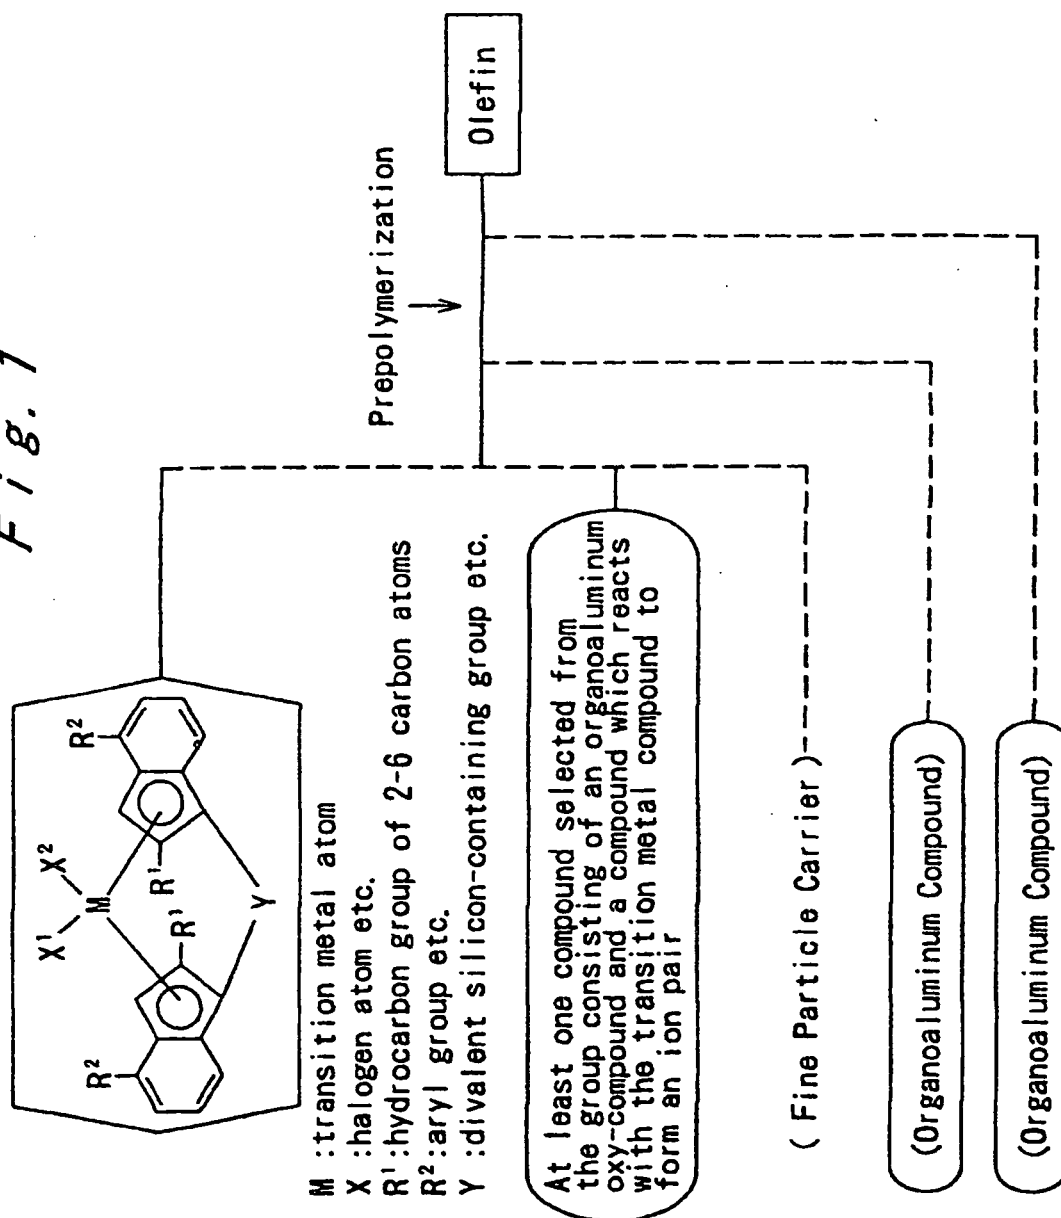 Fig. 1
X¹
X²
M
R²
R²
R¹
R¹
Y
M :transition metal atom
X :halogen atom etc.
R¹:hydrocarbon group of 2-6 carbon atoms
R²:aryl group etc.
Y :divalent silicon-containing group etc.
At least one compound selected from
the group consisting of an organoaluminum
oxy-compound and a compound which reacts
with the transition metal compound to
form an ion pair
(Fine Particle Carrier)
(Organoaluminum Compound)
(Organoaluminum Compound)
Prepolymerization
Olefin